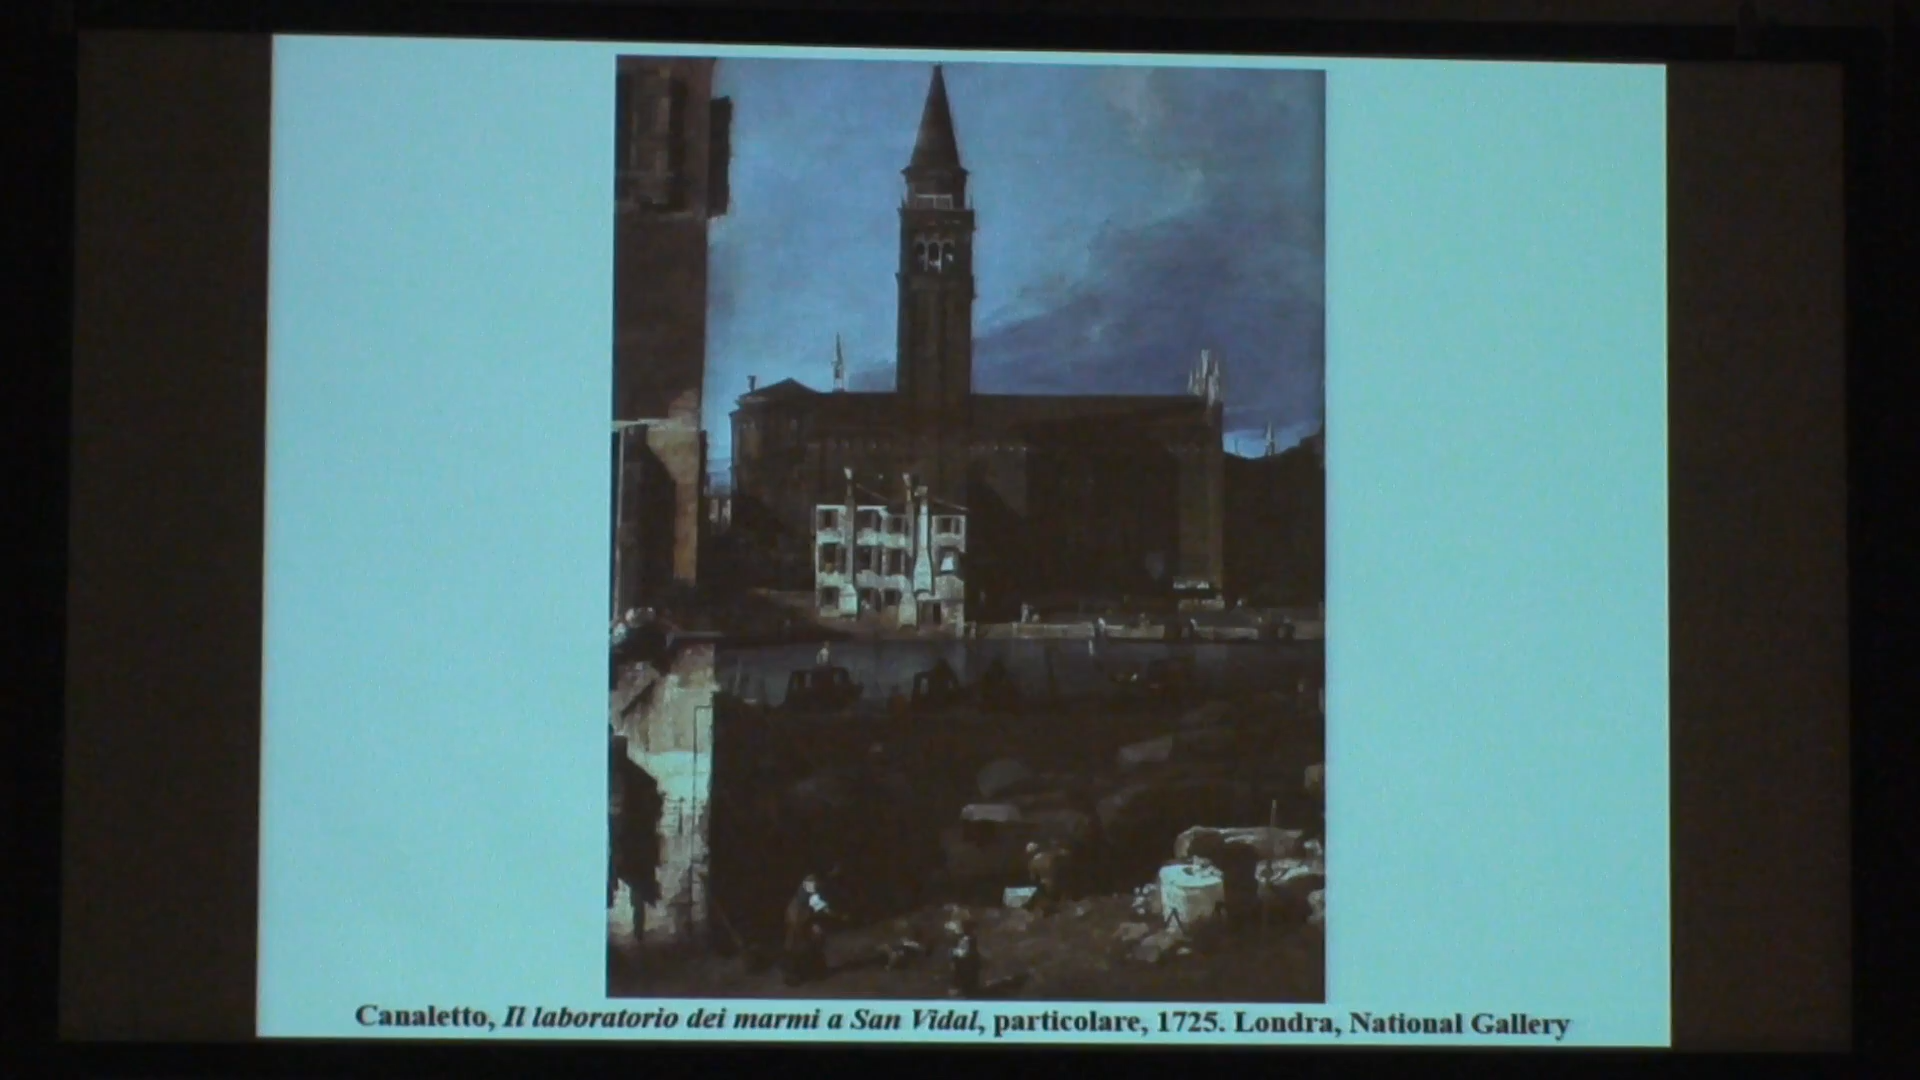 Canaletto, Il laboratorio dei marmi a San Vidal, particolare, 1725. Londra, National Gallery